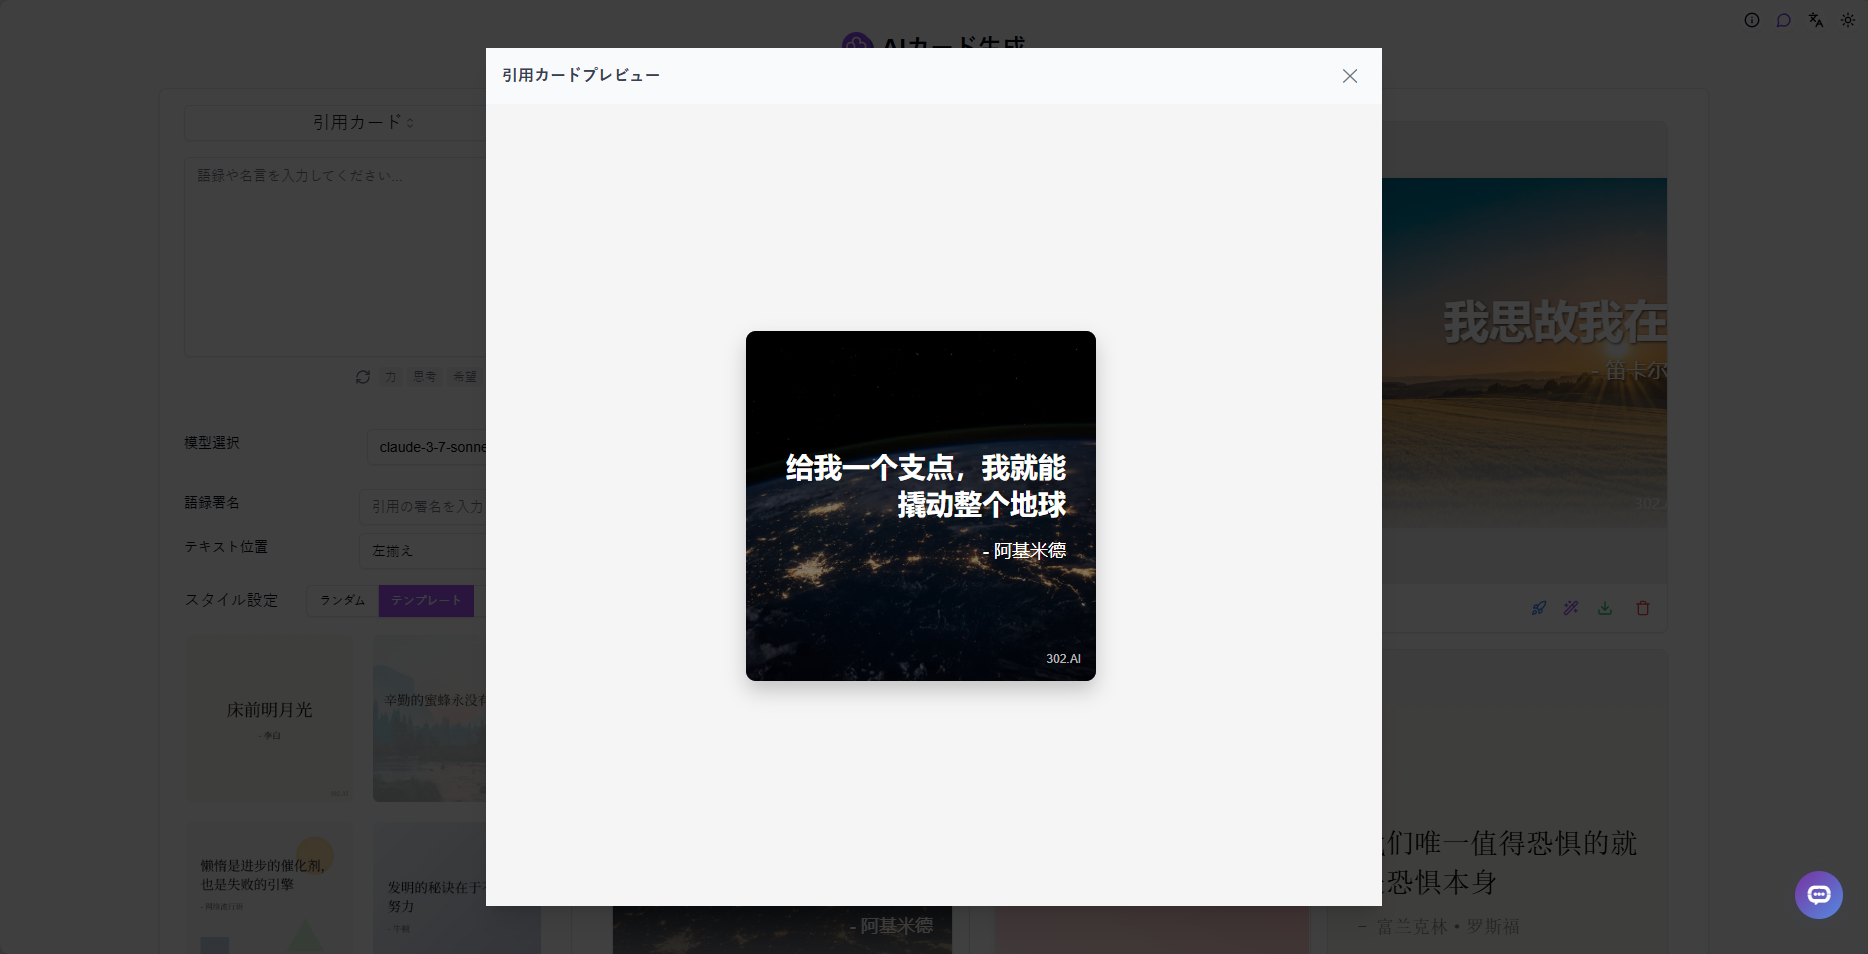 AIカード生成
引用カードプレビュー
引用カード
語録や名言を入力してください...
力 思考 希望
模型選択
claude-3-7-sonne
語録署名
引用の署名を入力
テキスト位置
左揃え
スタイル設定
ランダム
テンプレート
床前明月光
- 李白
辛勤的蜜蜂永没有
懒惰是进步的催化剂，
也是失败的引擎
发明的秘诀在于
努力
给我一个支点，我就能
撬动整个地球
- 阿基米德
302.AI
- 阿基米德
我思故我在
- 笛卡尔
302.
们唯一值得恐惧的就
恐惧本身
– 富兰克林・罗斯福